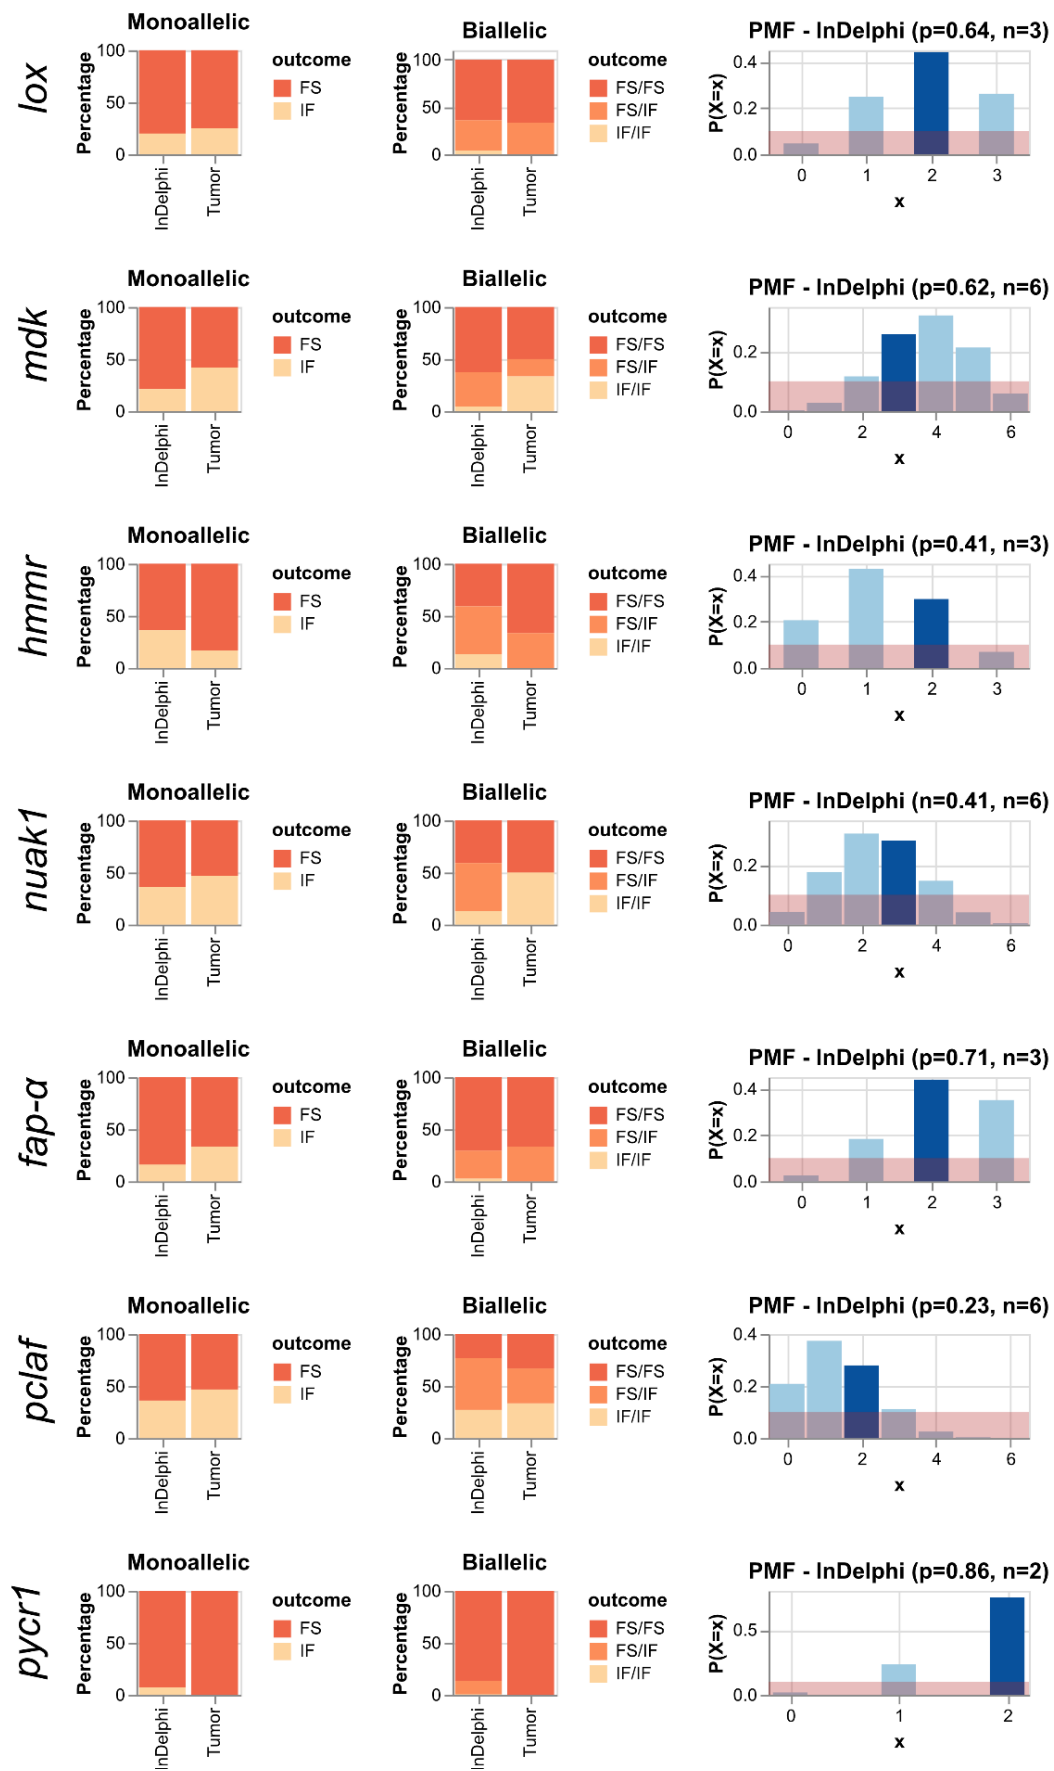 lox
Monoallelic
Percentage
100
50
0
InDelphi
Tumor
outcome
FS
IF
Biallelic
Percentage
100
50
0
InDelphi
Tumor
outcome
FS/FS
FS/IF
IF/IF
PMF - InDelphi (p=0.64, n=3)
P(X=x)
0.4
0.2
0.0
0 1 2 3
x
mdk
Monoallelic
Percentage
100
50
0
InDelphi
Tumor
outcome
FS
IF
Biallelic
Percentage
100
50
0
InDelphi
Tumor
outcome
FS/FS
FS/IF
IF/IF
PMF - InDelphi (p=0.62, n=6)
P(X=x)
0.2
0.0
0 2 4 6
x
hmmr
Monoallelic
Percentage
100
50
0
InDelphi
Tumor
outcome
FS
IF
Biallelic
Percentage
100
50
0
InDelphi
Tumor
outcome
FS/FS
FS/IF
IF/IF
PMF - InDelphi (p=0.41, n=3)
P(X=x)
0.4
0.2
0.0
0 1 2 3
x
nuak1
Monoallelic
Percentage
100
50
0
InDelphi
Tumor
outcome
FS
IF
Biallelic
Percentage
100
50
0
InDelphi
Tumor
outcome
FS/FS
FS/IF
IF/IF
PMF - InDelphi (n=0.41, n=6)
P(X=x)
0.2
0.0
0 2 4 6
x
fap-α
Monoallelic
Percentage
100
50
0
InDelphi
Tumor
outcome
FS
IF
Biallelic
Percentage
100
50
0
InDelphi
Tumor
outcome
FS/FS
FS/IF
IF/IF
PMF - InDelphi (p=0.71, n=3)
P(X=x)
0.4
0.2
0.0
0 1 2 3
x
pclaf
Monoallelic
Percentage
100
50
0
InDelphi
Tumor
outcome
FS
IF
Biallelic
Percentage
100
50
0
InDelphi
Tumor
outcome
FS/FS
FS/IF
IF/IF
PMF - InDelphi (p=0.23, n=6)
P(X=x)
0.4
0.2
0.0
0 2 4 6
x
pycr1
Monoallelic
Percentage
100
50
0
InDelphi
Tumor
outcome
FS
IF
Biallelic
Percentage
100
50
0
InDelphi
Tumor
outcome
FS/FS
FS/IF
IF/IF
PMF - InDelphi (p=0.86, n=2)
P(X=x)
0.5
0.0
0 1 2
x